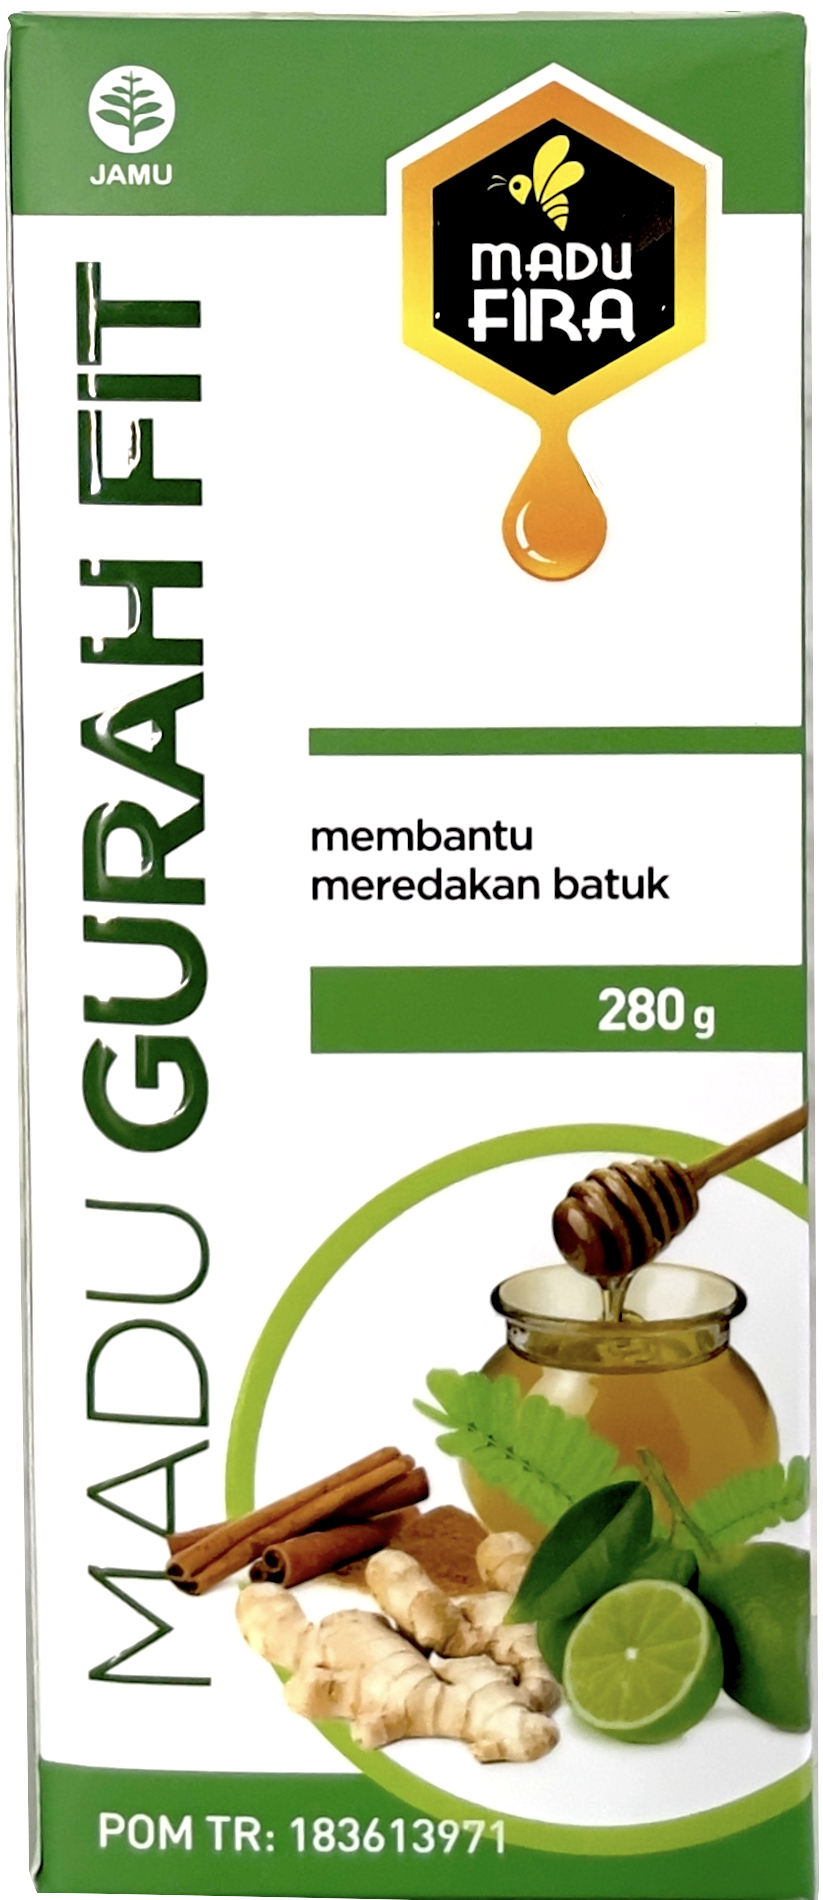 JAMU
MADU
FIRA
MADU GURAH FIT
membantu
meredakan batuk
280 g
POM TR: 183613971